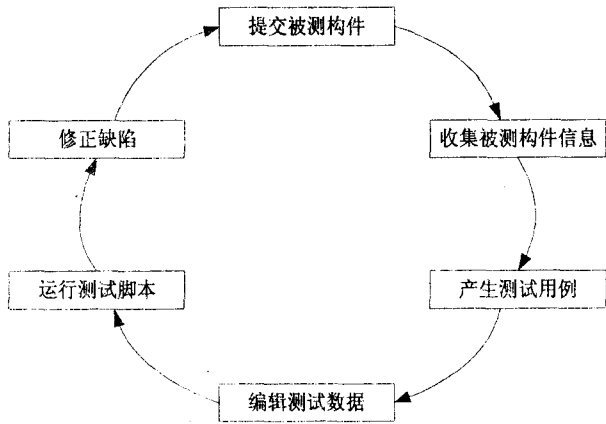 提交被测构件
收集被测构件信息
产生测试用例
编辑测试数据
运行测试脚本
修正缺陷